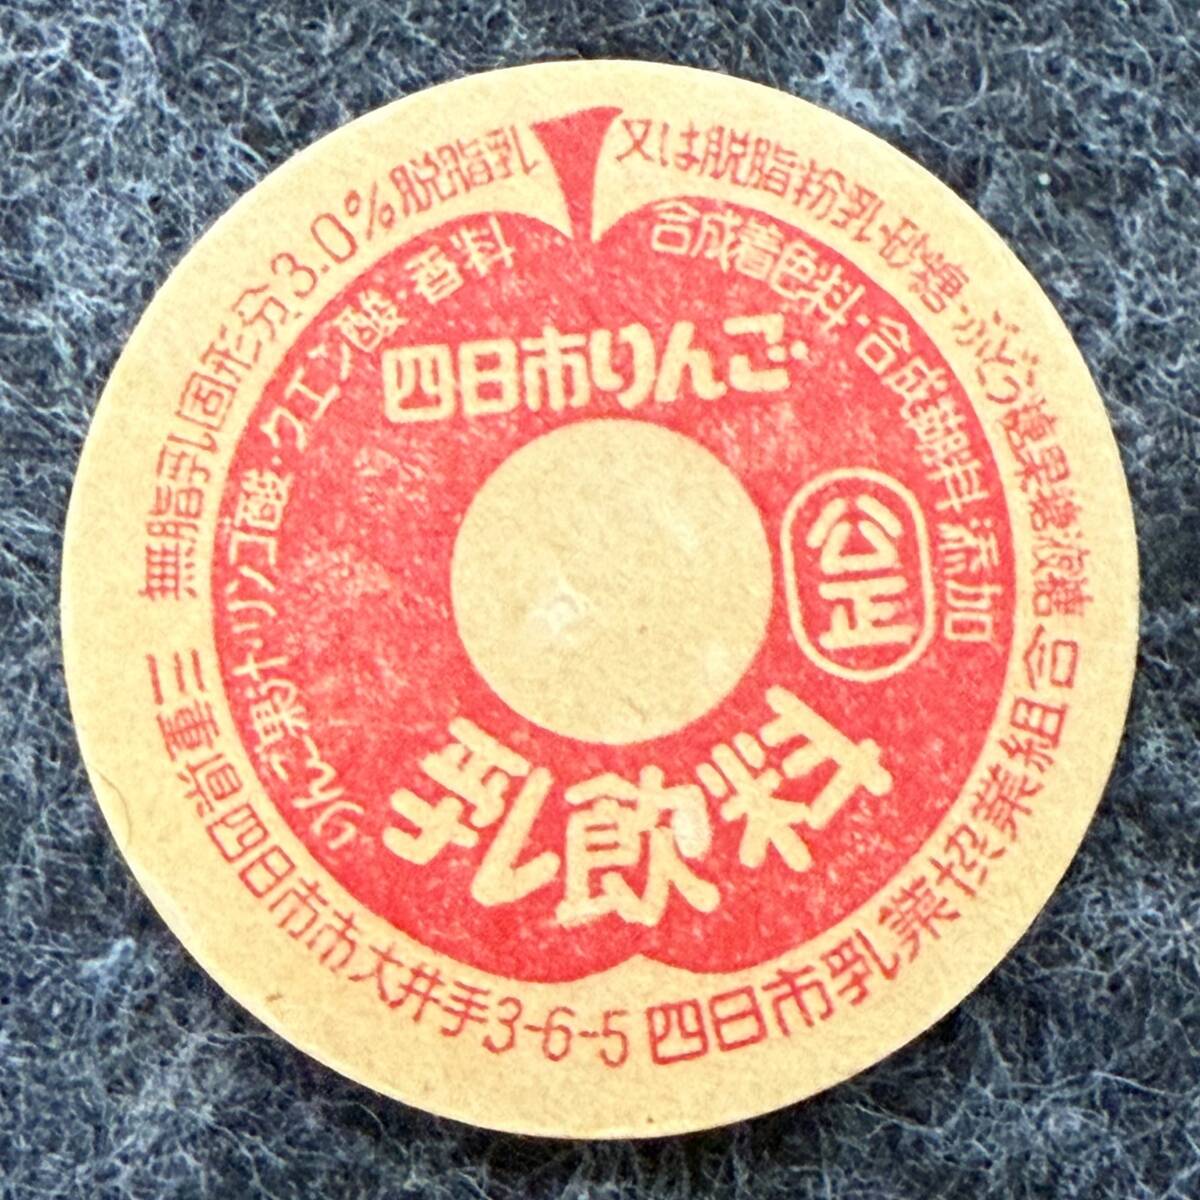 四日市りんご
乳飲料
公正
無脂乳固形分3.0%脱脂乳又は脱脂粉乳・砂糖・ぶどう糖果糖液糖
りんご果汁・リンゴ酸・クエン酸・香料
合成着色料・合成糊料添加
三重県四日市市大井手3-6-5四日市乳業協業組合